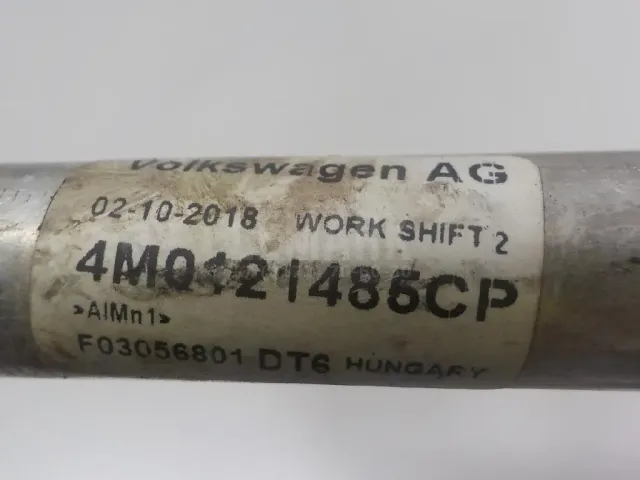 Volkswagen AG
02-10-2018 WORK SHIFT 2
4M0121486CP
>AlMn1<
F03056801 DT6 HUNGARY